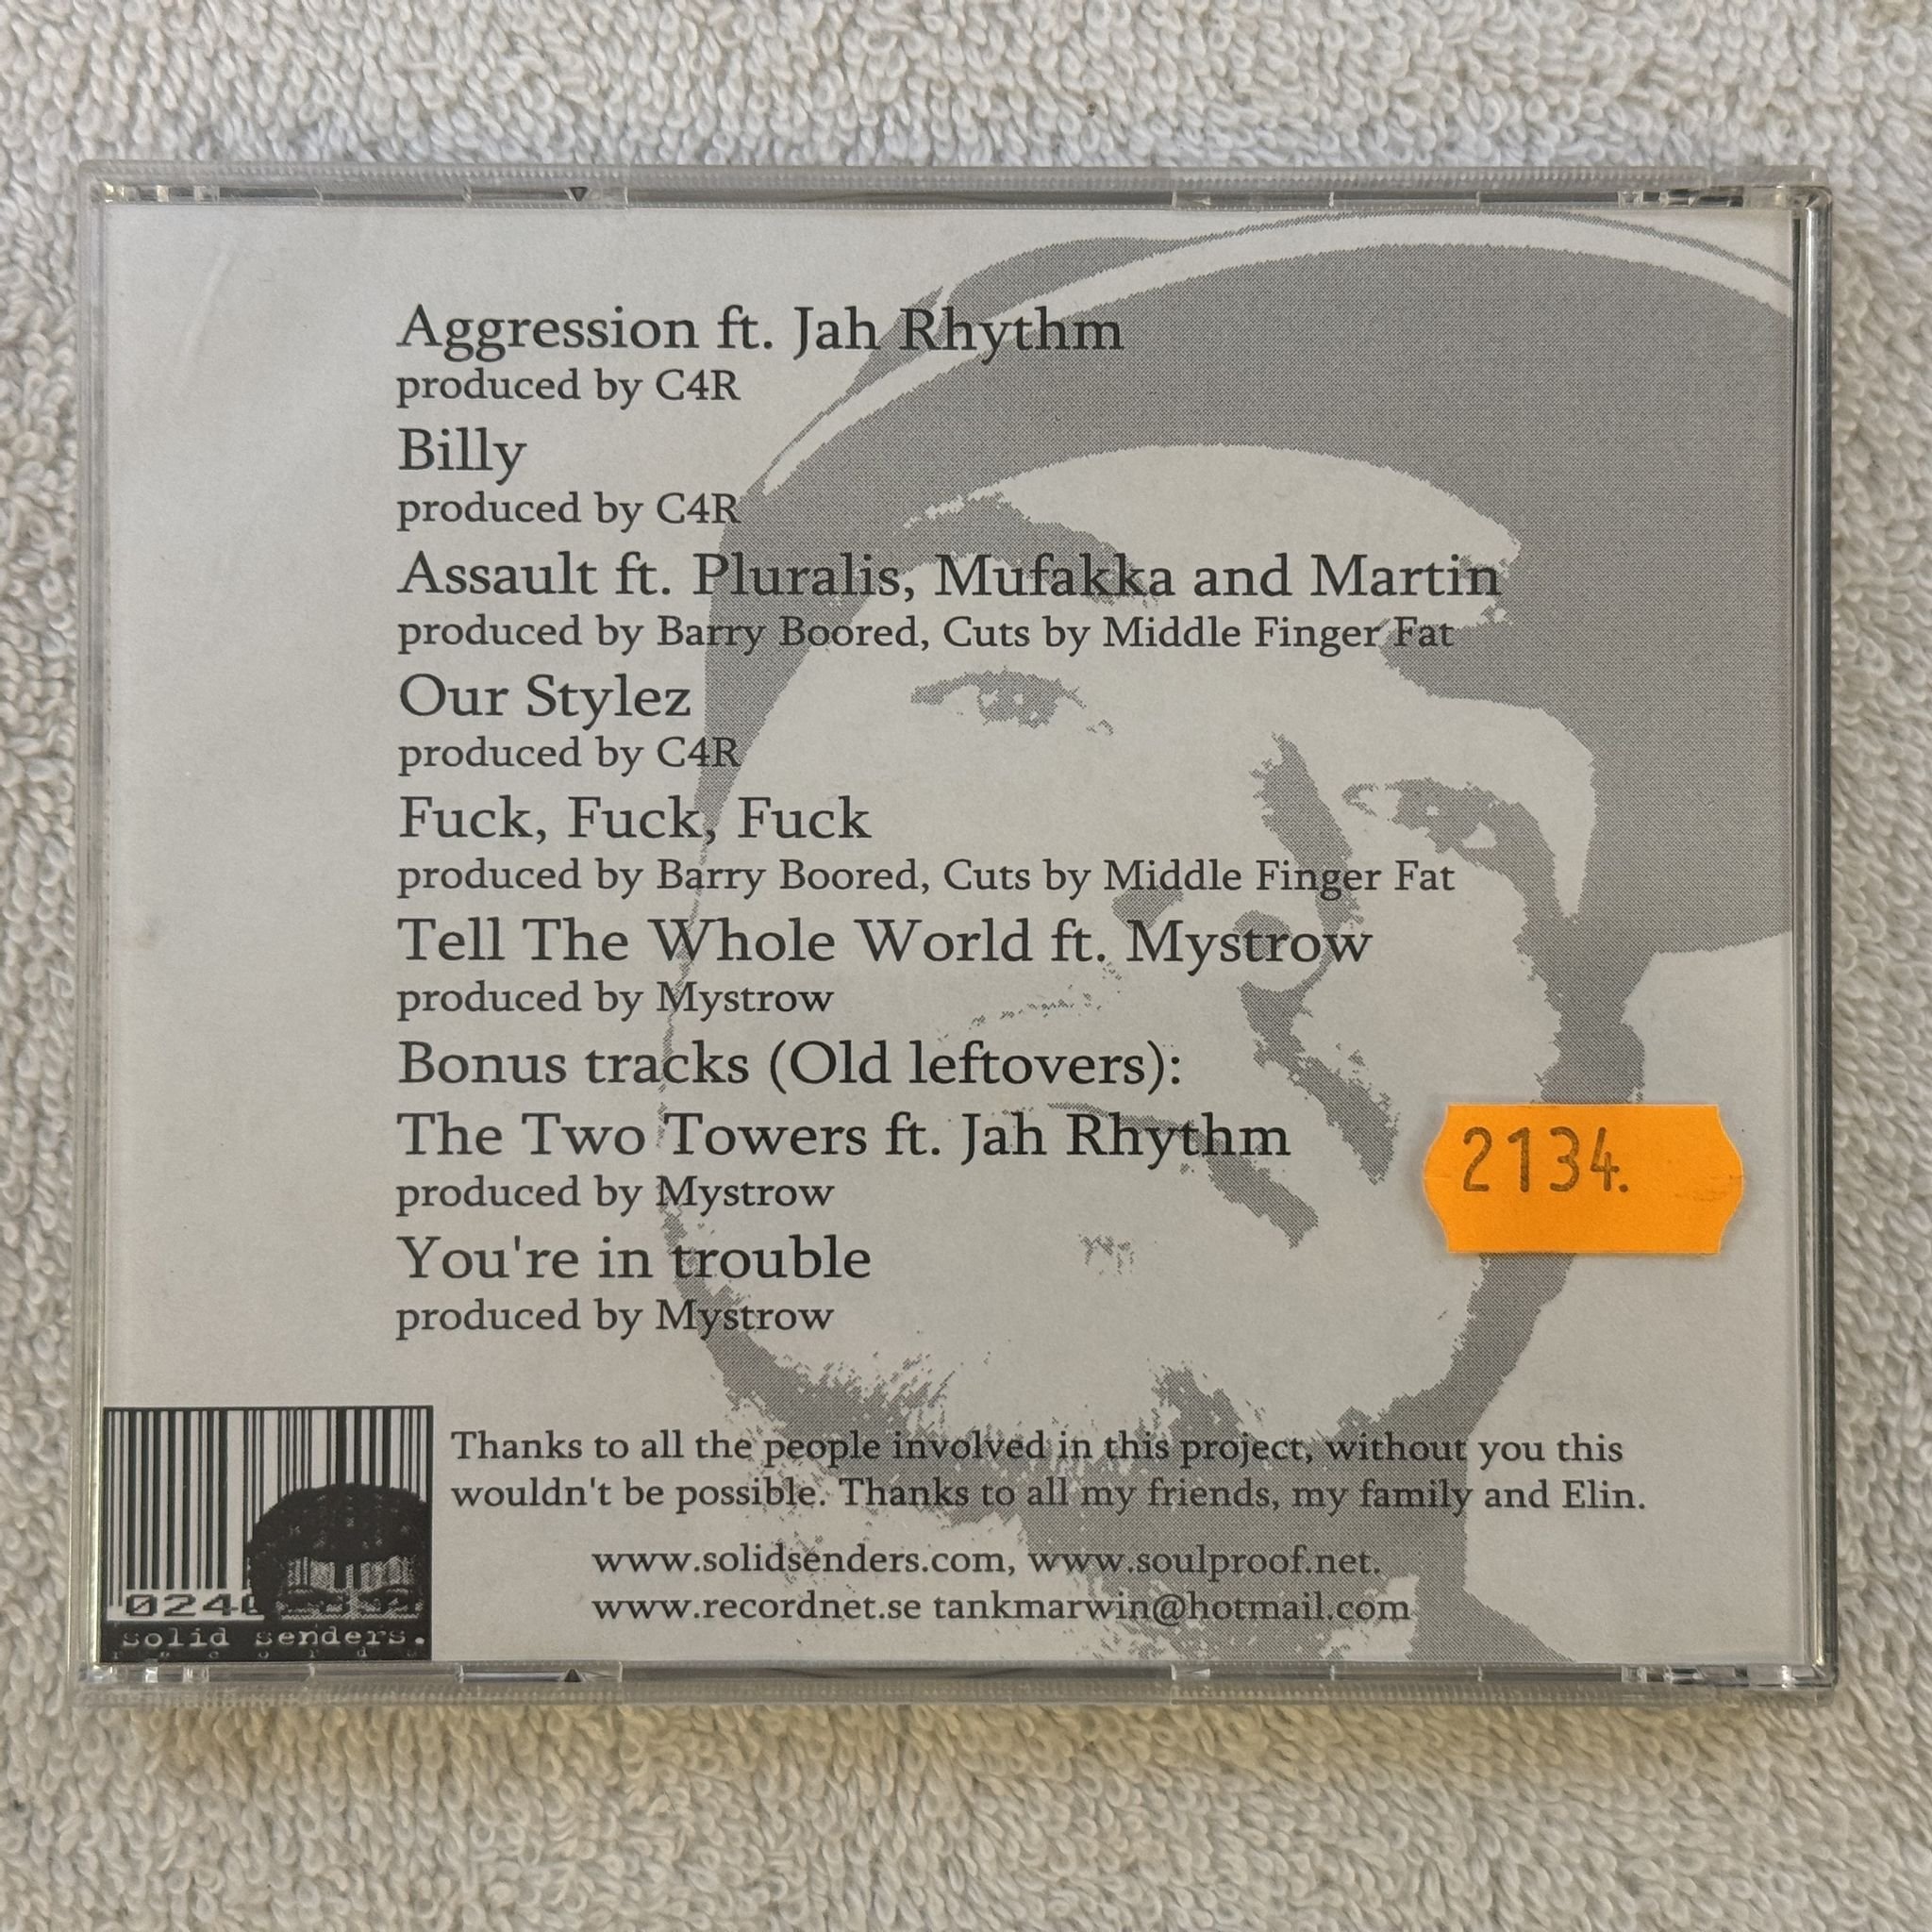 Aggression ft. Jah Rhythm
produced by C4R
Billy
produced by C4R
Assault ft. Pluralis, Mufakka and Martin
produced by Barry Boored, Cuts by Middle Finger Fat
Our Stylez
produced by C4R
Fuck, Fuck, Fuck
produced by Barry Boored, Cuts by Middle Finger Fat
Tell The Whole World ft. Mystrow
produced by Mystrow
Bonus tracks (Old leftovers):
The Two Towers ft. Jah Rhythm
produced by Mystrow
You're in trouble
produced by Mystrow
2134.
Thanks to all the people involved in this project, without you this
wouldn't be possible. Thanks to all my friends, my family and Elin.
www.solidsenders.com, www.soulproof.net.
www.recordnet.se tankmarwin@hotmail.com
solid senders.